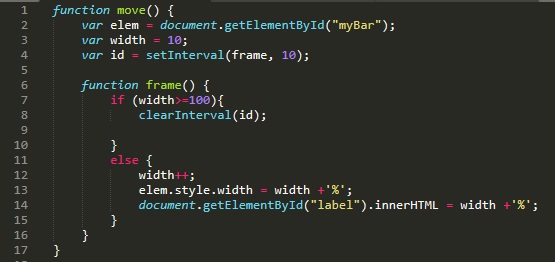 1 function move() {
2 var elem = document.getElementById("myBar");
3 var width = 10;
4 var id = setInterval(frame, 10);
5
6 function frame() {
7 if (width>=100){
8 clearInterval(id);
9
10 }
11 else {
12 width++;
13 elem.style.width = width +'%';
14 document.getElementById("label").innerHTML = width +'%';
15 }
16 }
17 }